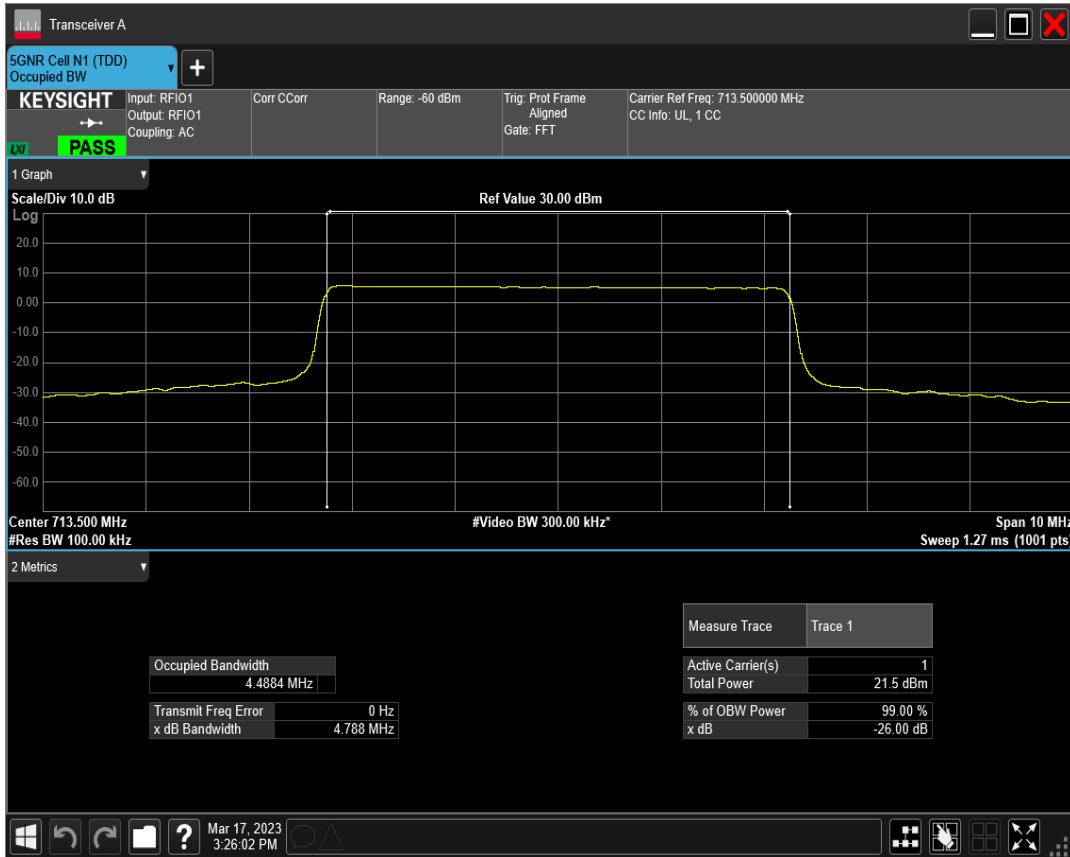 Transceiver A
5GNR Cell N1 (TDD)
Occupied BW
+
KEYSIGHT
LXI
PASS
Input: RFIO1
Output: RFIO1
Coupling: AC
Corr CCorr
Range: -60 dBm
Trig: Prot Frame
Aligned
Gate: FFT
Carrier Ref Freq: 713.500000 MHz
CC Info: UL, 1 CC
1 Graph
Scale/Div 10.0 dB
Ref Value 30.00 dBm
Log
20.0
10.0
0.00
-10.0
-20.0
-30.0
-40.0
-50.0
-60.0
Center 713.500 MHz
#Video BW 300.00 kHz*
Span 10 MHz
#Res BW 100.00 kHz
Sweep 1.27 ms (1001 pts)
2 Metrics
Measure Trace Trace 1
Occupied Bandwidth
4.4884 MHz
Active Carrier(s) 1
Total Power 21.5 dBm
Transmit Freq Error 0 Hz
x dB Bandwidth 4.788 MHz
% of OBW Power 99.00 %
x dB -26.00 dB
?
Mar 17, 2023
3:26:02 PM